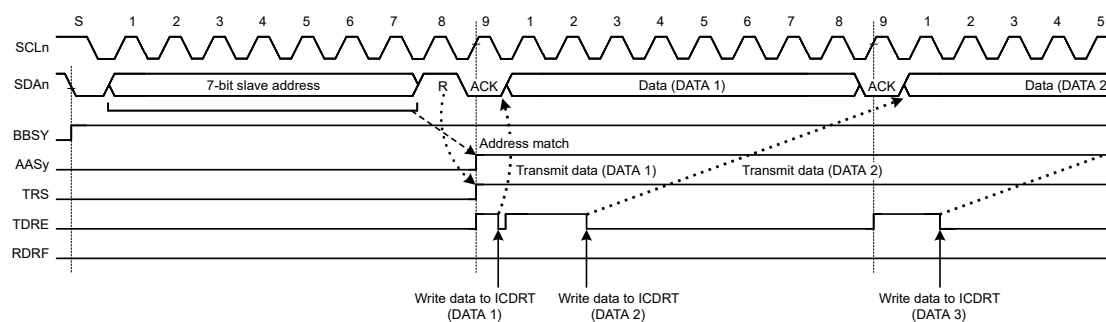 S 1 2 3 4 5 6 7 8 9 1 2 3 4 5 6 7 8 9 1 2 3 4 5
SCLn
SDAn 7-bit slave address R ACK Data (DATA 1) ACK Data (DATA 2
BBSY
Address match
AASy
Transmit data (DATA 1) Transmit data (DATA 2)
TRS
TDRE
RDRF
Write data to ICDRT Write data to ICDRT Write data to ICDRT
(DATA 1) (DATA 2) (DATA 3)